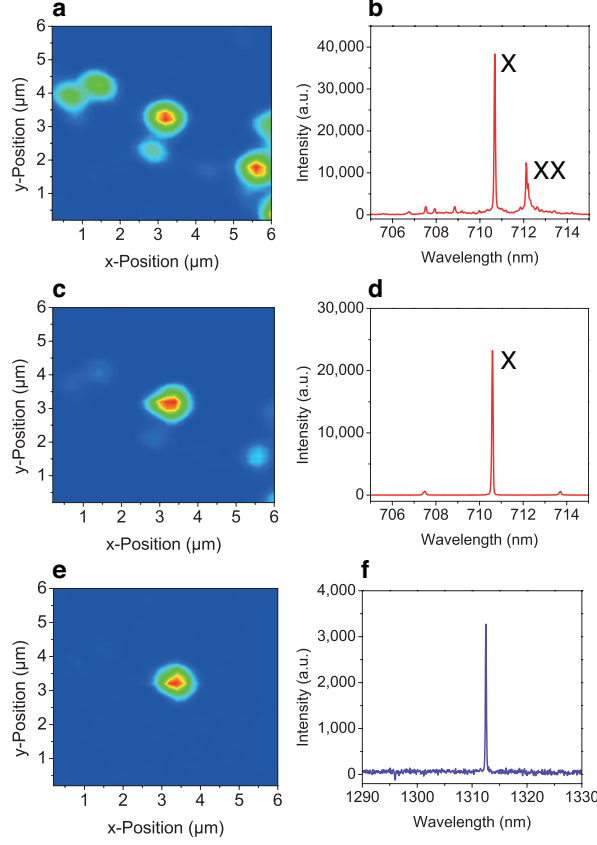 a
6
5
4
3
2
1
1 2 3 4 5 6
y-Position (µm)
x-Position (µm)
b
40,000
30,000
20,000
10,000
0
706 708 710 712 714
Intensity (a.u.)
Wavelength (nm)
X
XX
c
6
5
4
3
2
1
1 2 3 4 5 6
y-Position (µm)
x-Position (µm)
d
30,000
20,000
10,000
0
706 708 710 712 714
Intensity (a.u.)
Wavelength (nm)
X
e
6
5
4
3
2
1
1 2 3 4 5 6
y-Position (µm)
x-Position (µm)
f
4,000
3,000
2,000
1,000
0
1290 1300 1310 1320 1330
Intensity (a.u.)
Wavelength (nm)